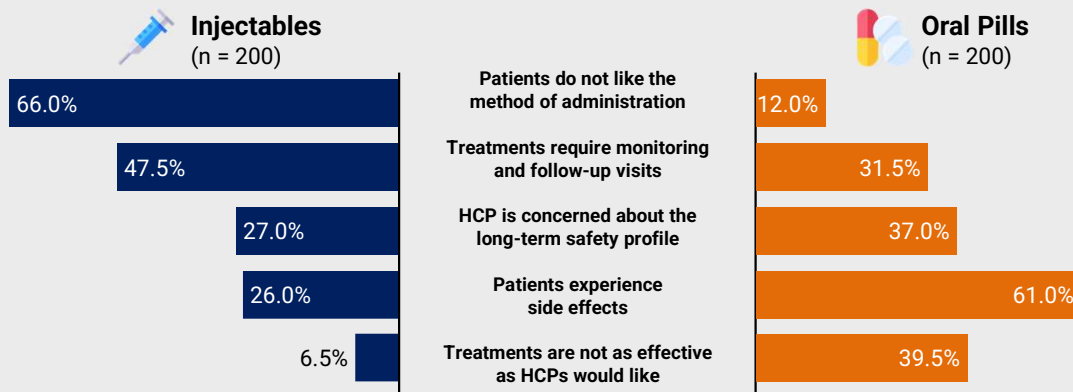 Injectables
(n = 200)
Oral Pills
(n = 200)
66.0%
Patients do not like the
method of administration
12.0%
47.5%
Treatments require monitoring
and follow-up visits
31.5%
27.0%
HCP is concerned about the
long-term safety profile
37.0%
26.0%
Patients experience
side effects
61.0%
6.5%
Treatments are not as effective
as HCPs would like
39.5%